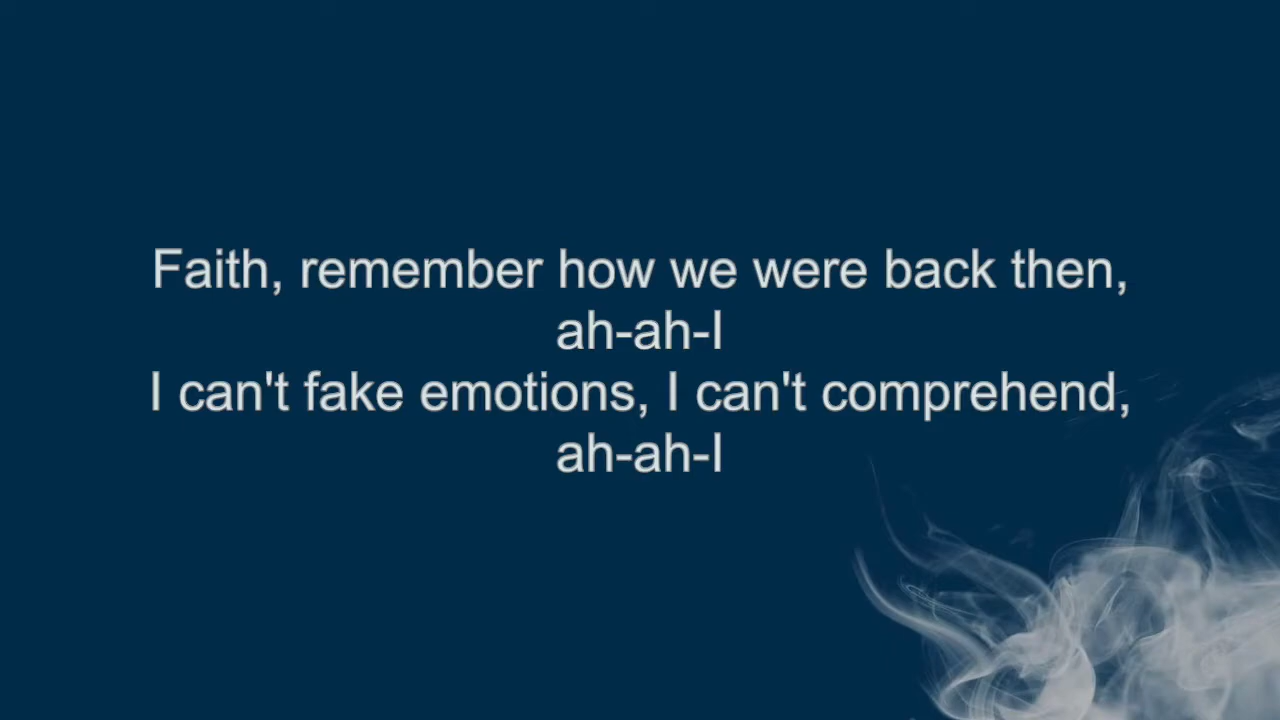 Faith, remember how we were back then,
ah-ah-I
I can't fake emotions, I can't comprehend,
ah-ah-I